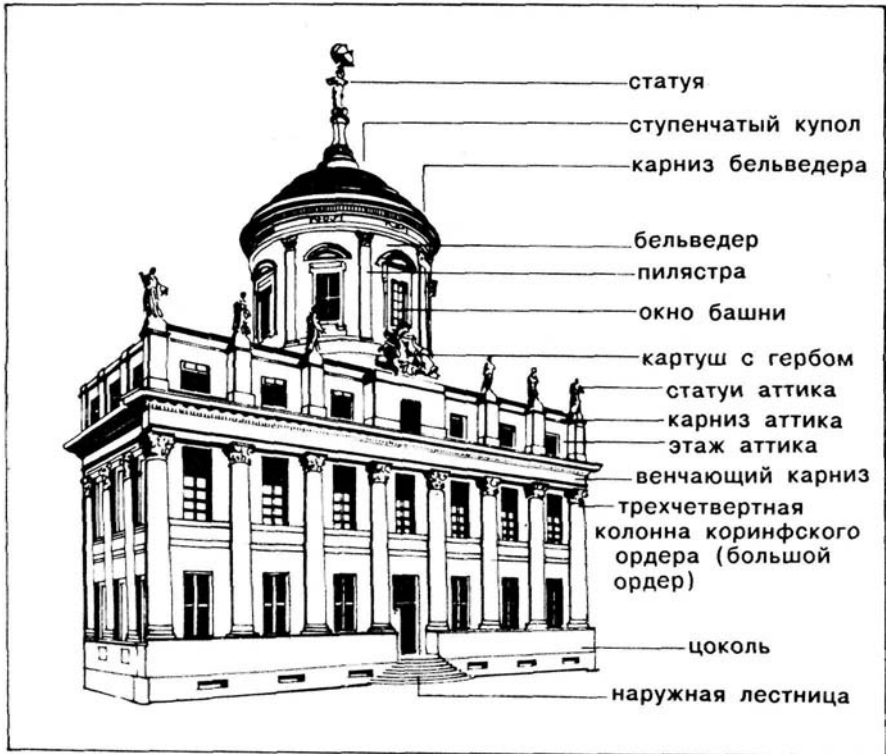 статуя
ступенчатый купол
карниз бельведера
бельведер
пилястра
окно башни
картуш с гербом
статуи аттика
карниз аттика
этаж аттика
венчающий карниз
трехчетвертная
колонна коринфского
ордера (большой
ордер)
цоколь
наружная лестница